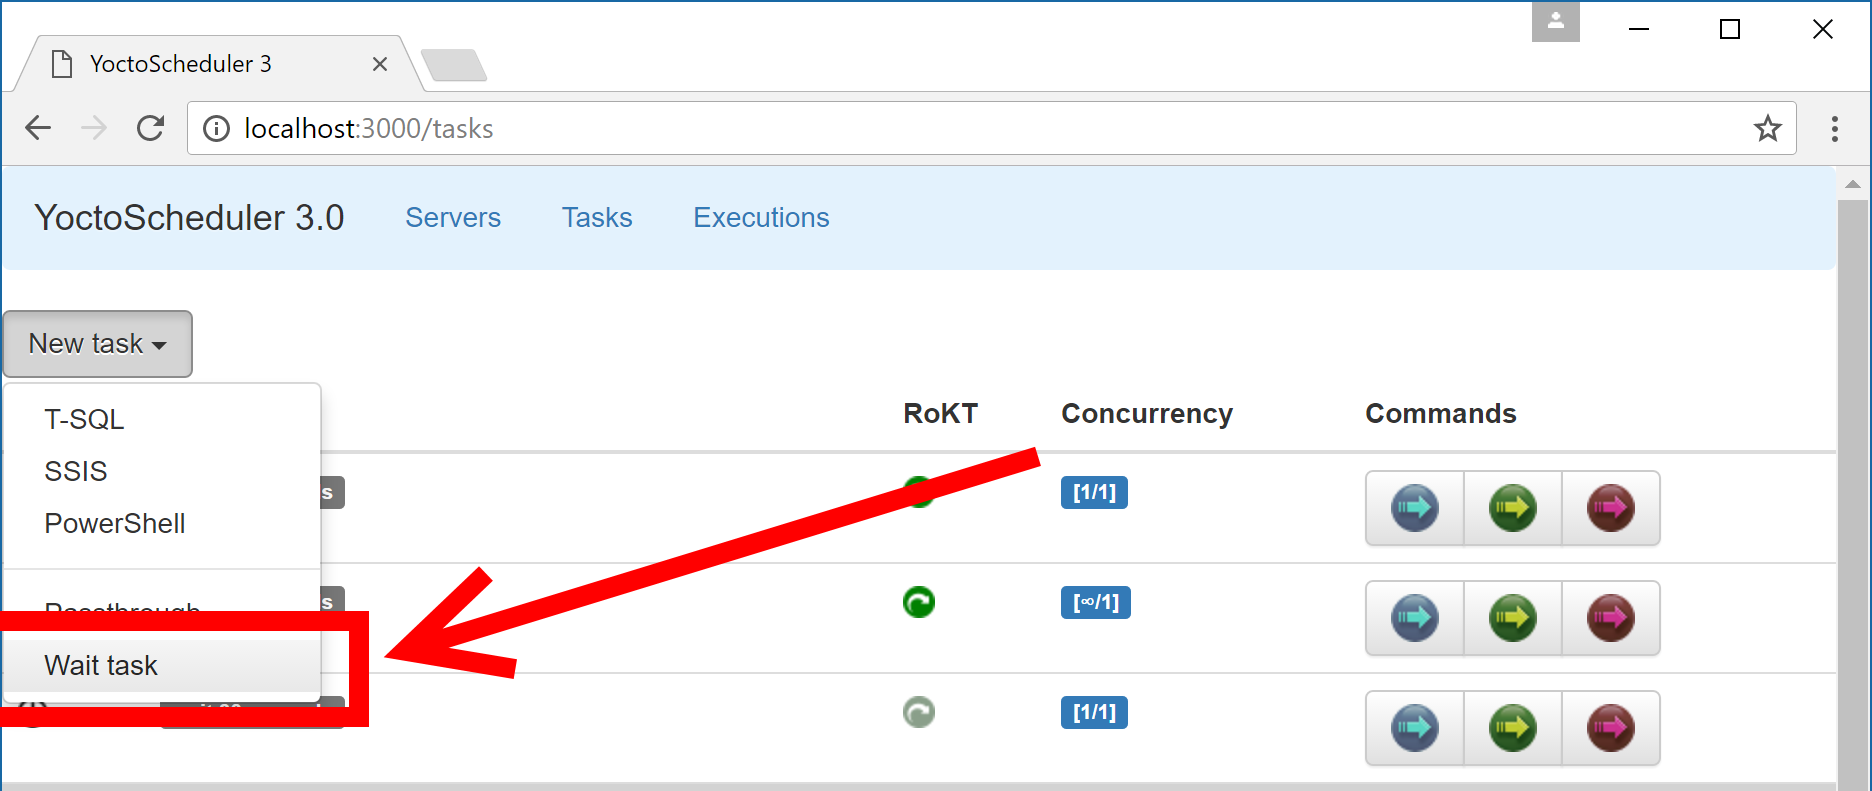 YoctoScheduler 3
localhost:3000/tasks
YoctoScheduler 3.0 Servers Tasks Executions
New task
T-SQL
RoKT Concurrency Commands
SSIS
s [1/1]
PowerShell
Passthrough
s [∞/1]
Wait task
[1/1]